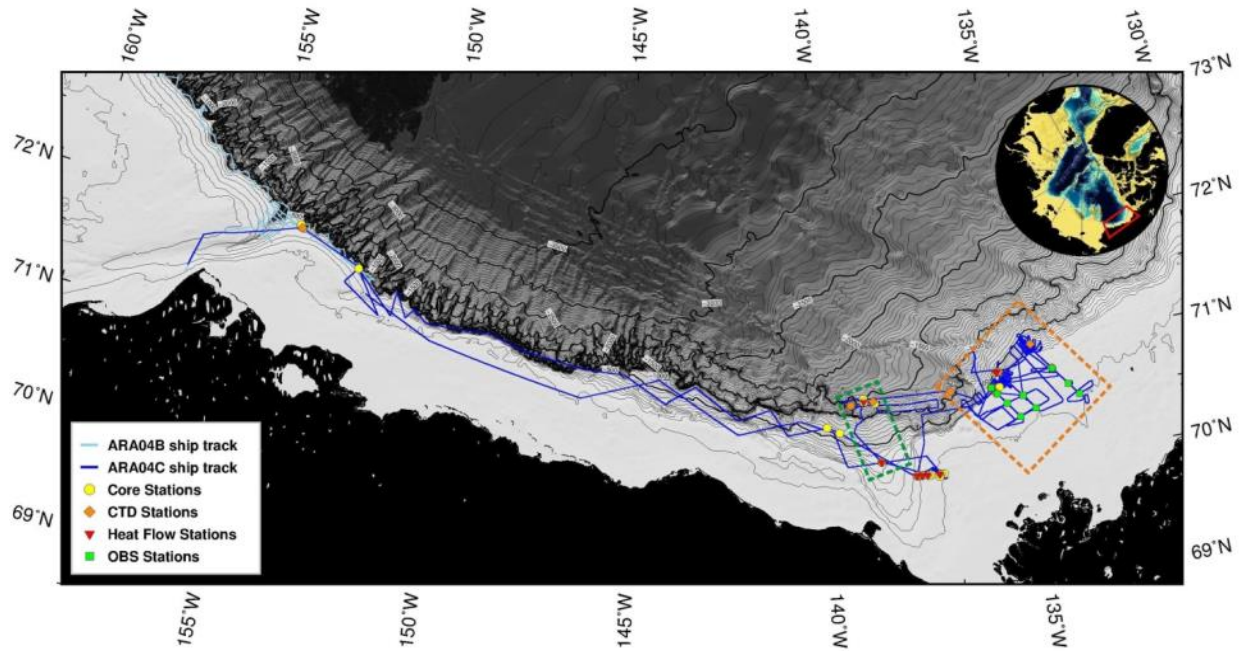 160°W 155°W 150°W 145°W 140°W 135°W 130°W
73°N
72°N
72°N
71°N
71°N
70°N
70°N
69°N
69°N
ARA04B ship track
ARA04C ship track
Core Stations
CTD Stations
Heat Flow Stations
OBS Stations
155°W 150°W 145°W 140°W 135°W